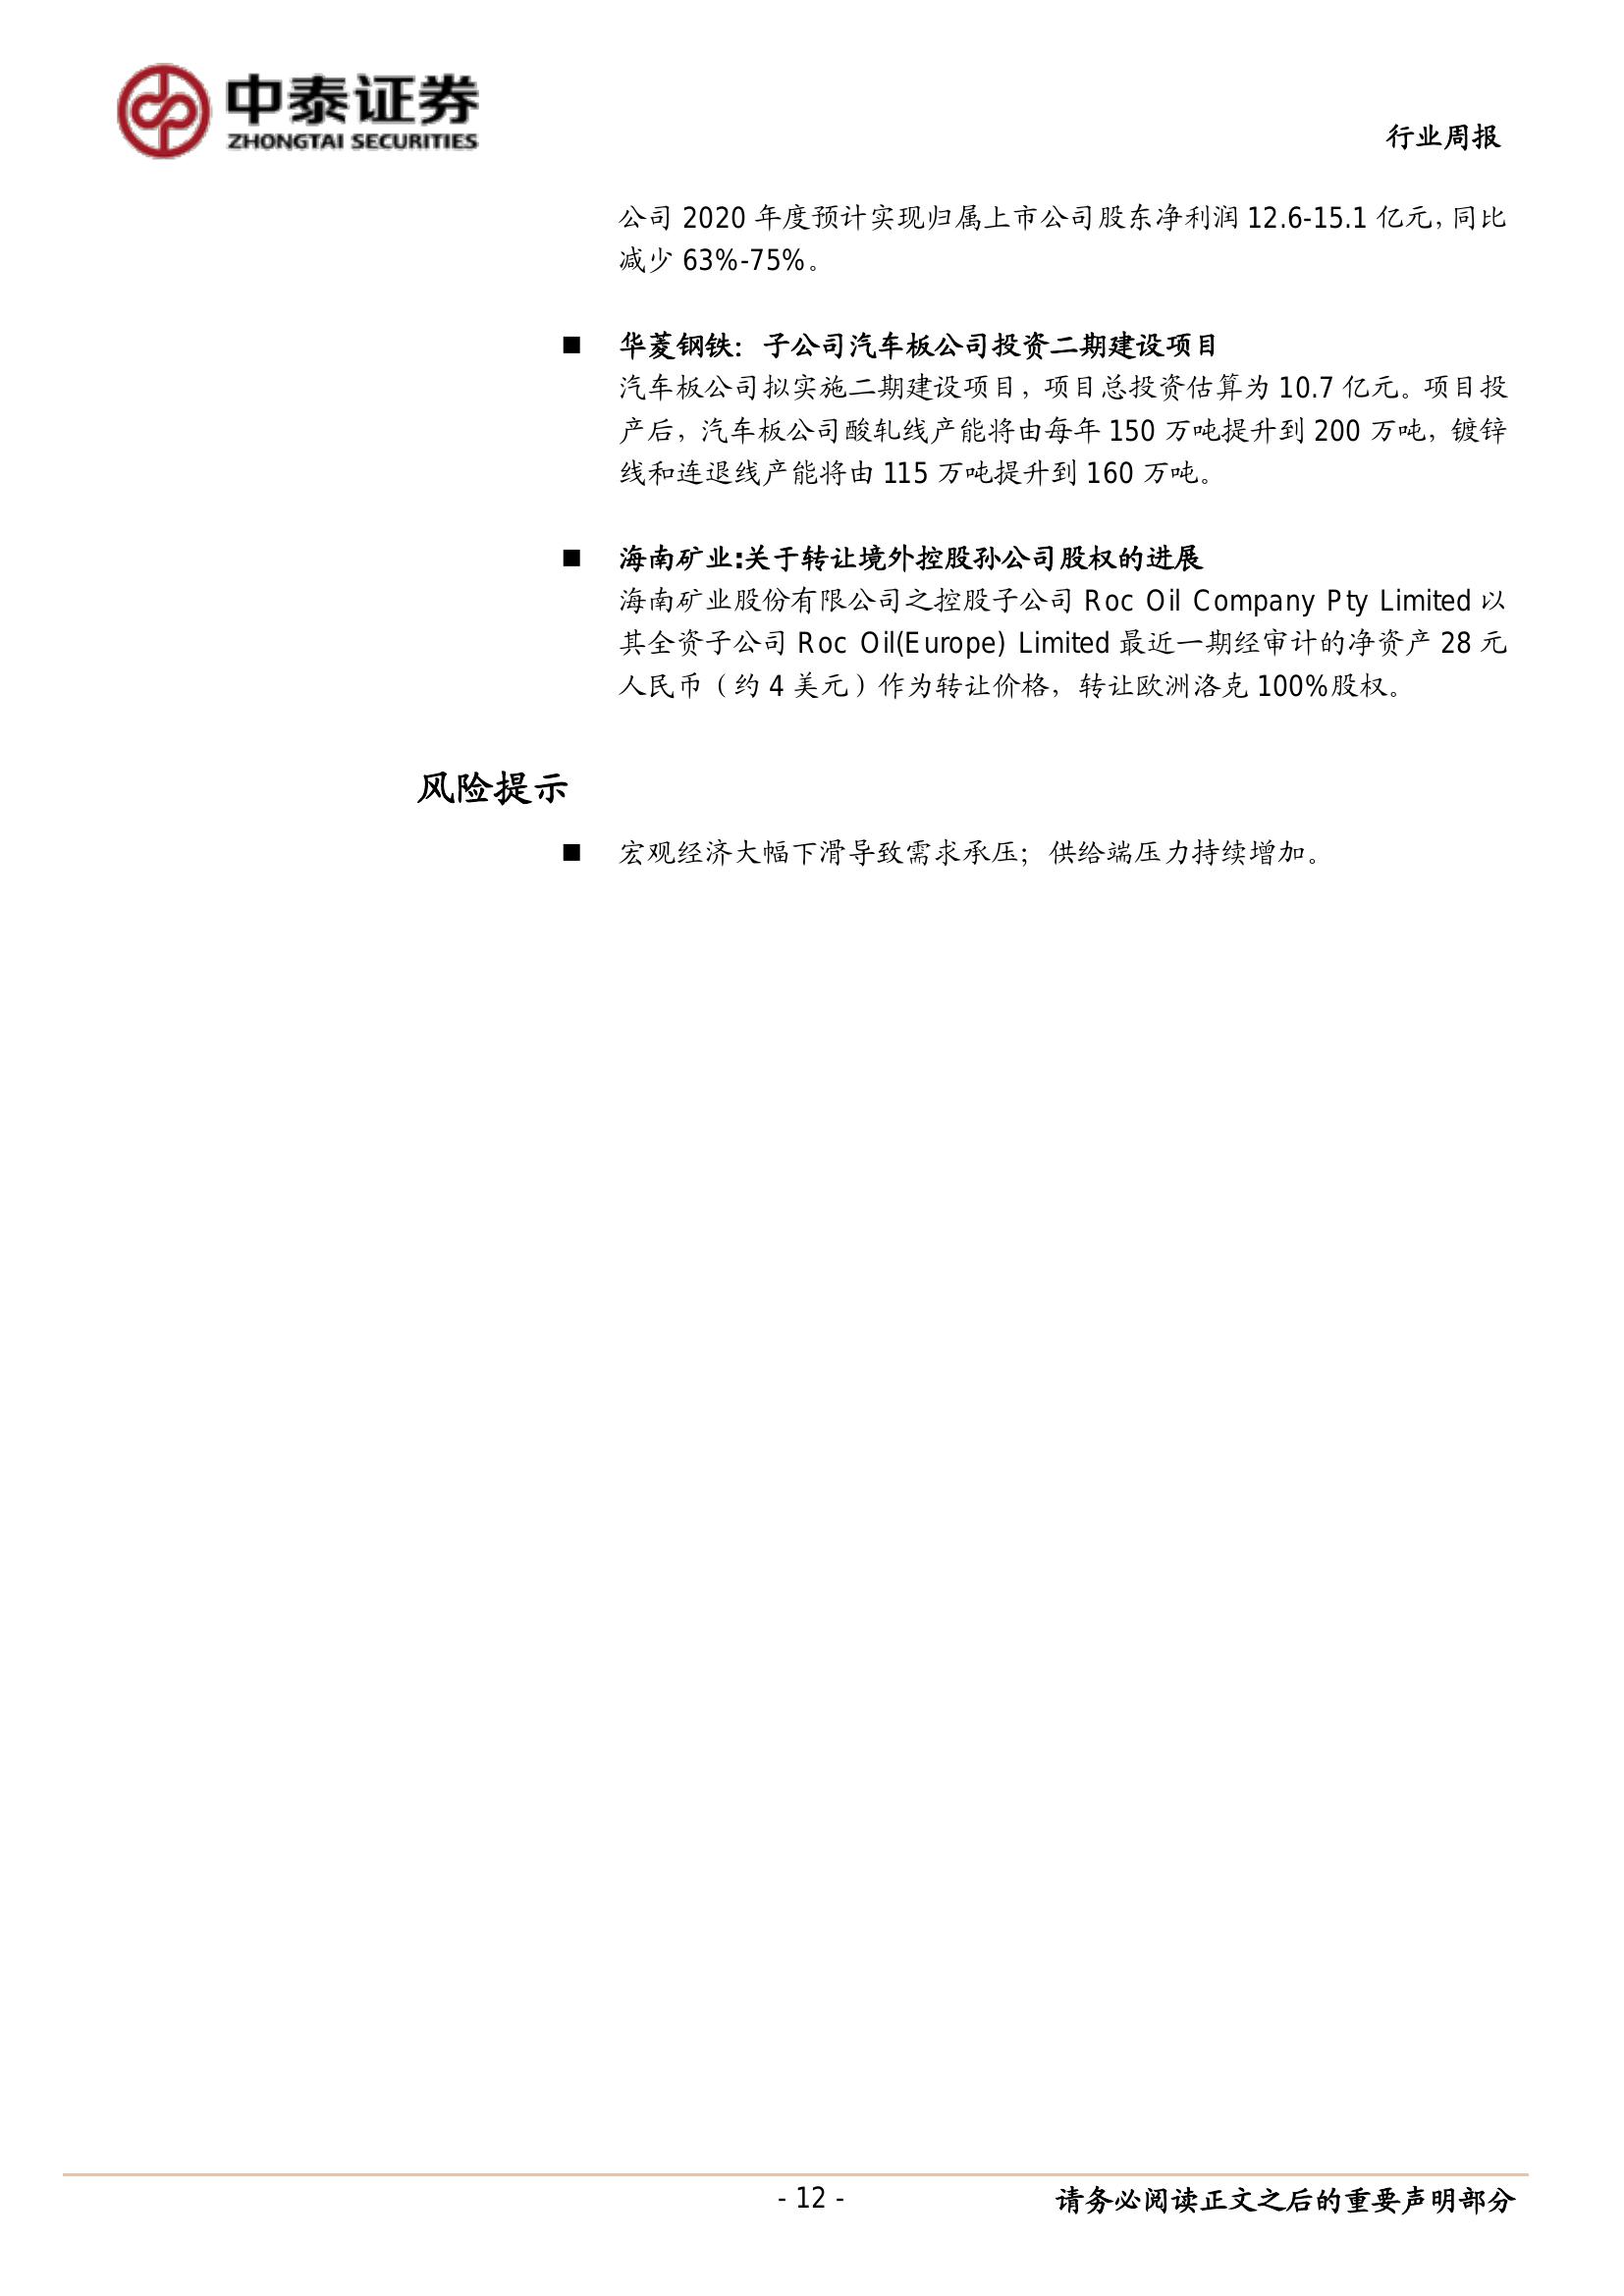 中泰证券
ZHONGTAI SECURITIES
行业周报
公司 2020 年度预计实现归属上市公司股东净利润 12.6-15.1 亿元，同比
减少 63%-75%。
■ 华菱钢铁：子公司汽车板公司投资二期建设项目
汽车板公司拟实施二期建设项目，项目总投资估算为 10.7 亿元。项目投
产后，汽车板公司酸轧线产能将由每年 150 万吨提升到 200 万吨，镀锌
线和连退线产能将由 115 万吨提升到 160 万吨。
■ 海南矿业:关于转让境外控股孙公司股权的进展
海南矿业股份有限公司之控股子公司 Roc Oil Company Pty Limited 以
其全资子公司 Roc Oil(Europe) Limited 最近一期经审计的净资产 28 元
人民币（约 4 美元）作为转让价格，转让欧洲洛克 100%股权。
风险提示
■ 宏观经济大幅下滑导致需求承压；供给端压力持续增加。
- 12 -
请务必阅读正文之后的重要声明部分